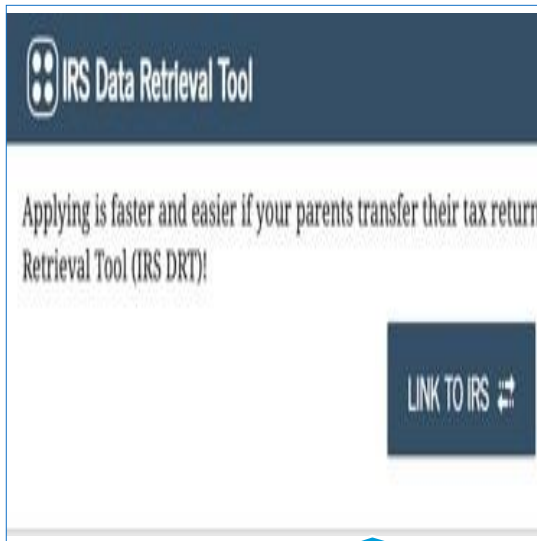 IRS Data Retrieval Tool
Applying is faster and easier if your parents transfer their tax return
Retrieval Tool (IRS DRT)!
LINK TO IRS